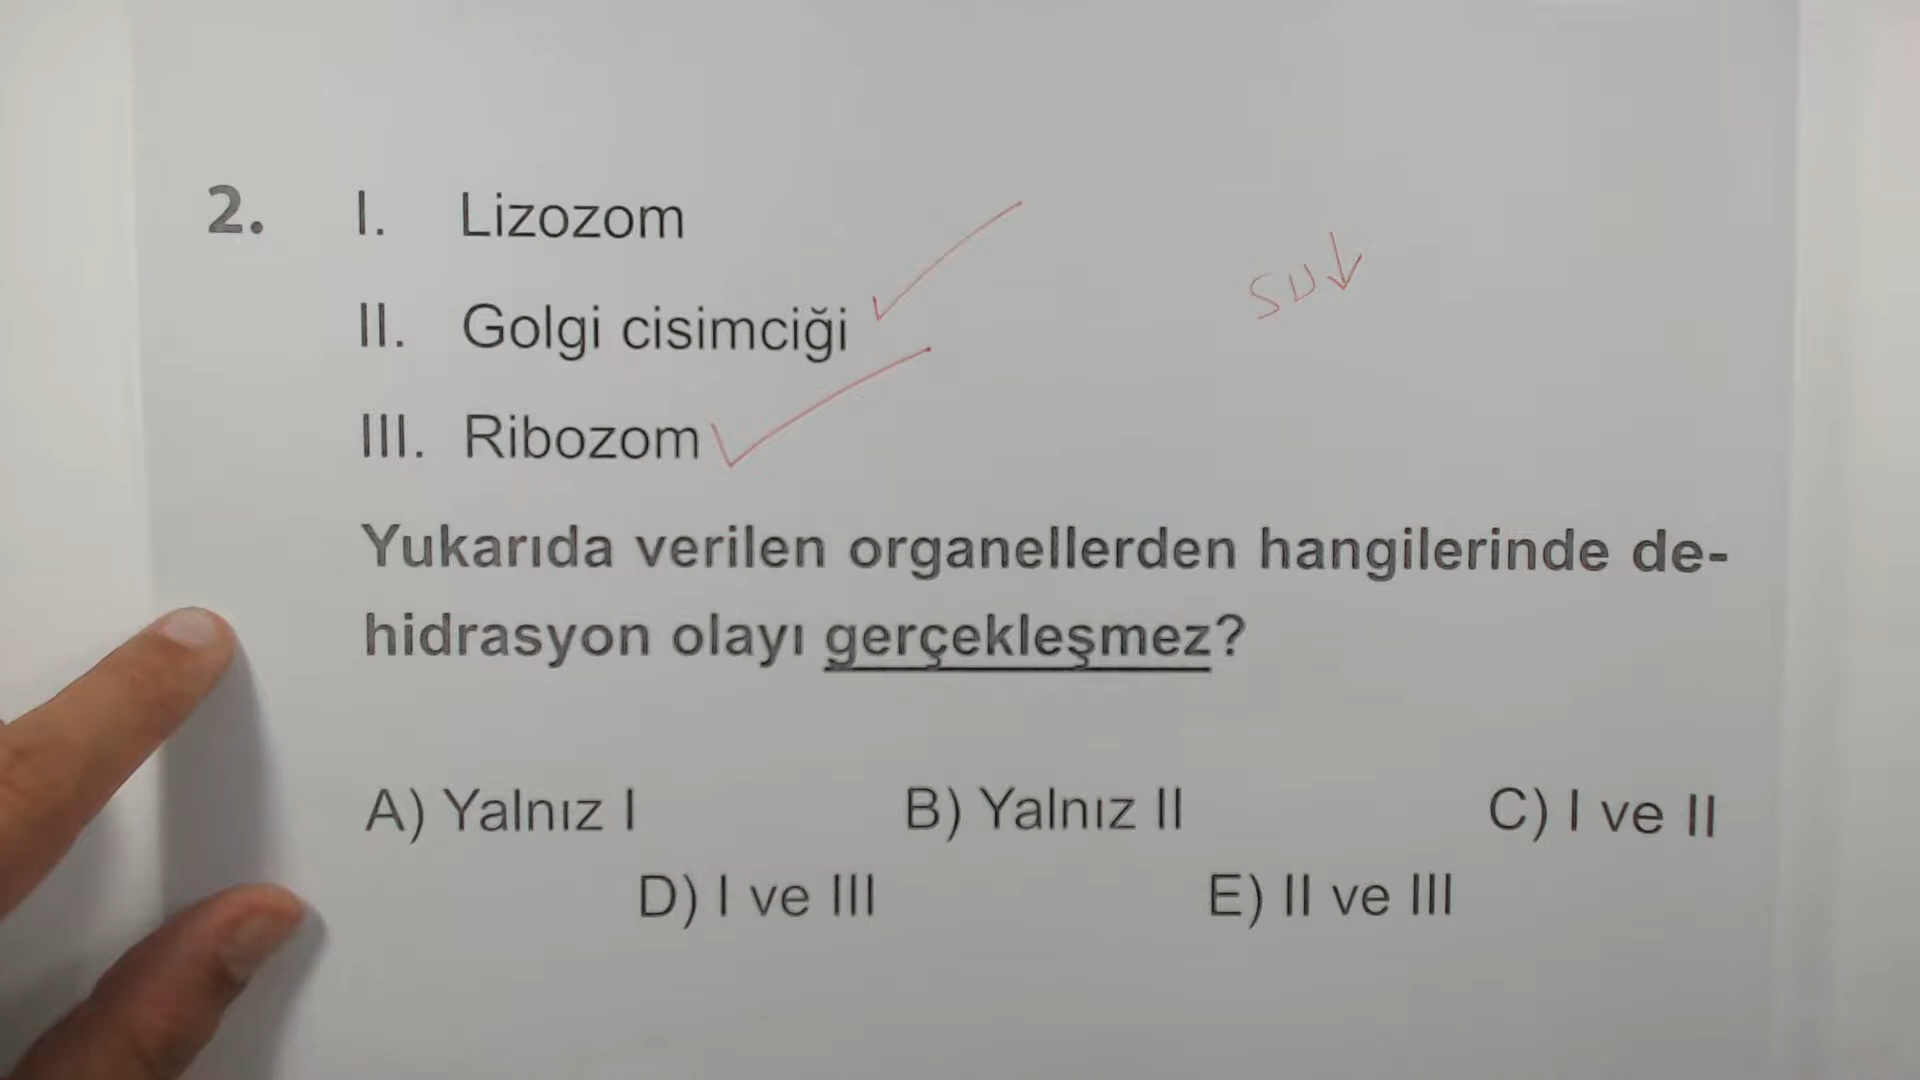 2. I. Lizozom
II. Golgi cisimciği
III. Ribozom
SU↓
Yukarıda verilen organellerden hangilerinde de-
hidrasyon olayı gerçekleşmez?
A) Yalnız I B) Yalnız II C) I ve II
D) I ve III E) II ve III